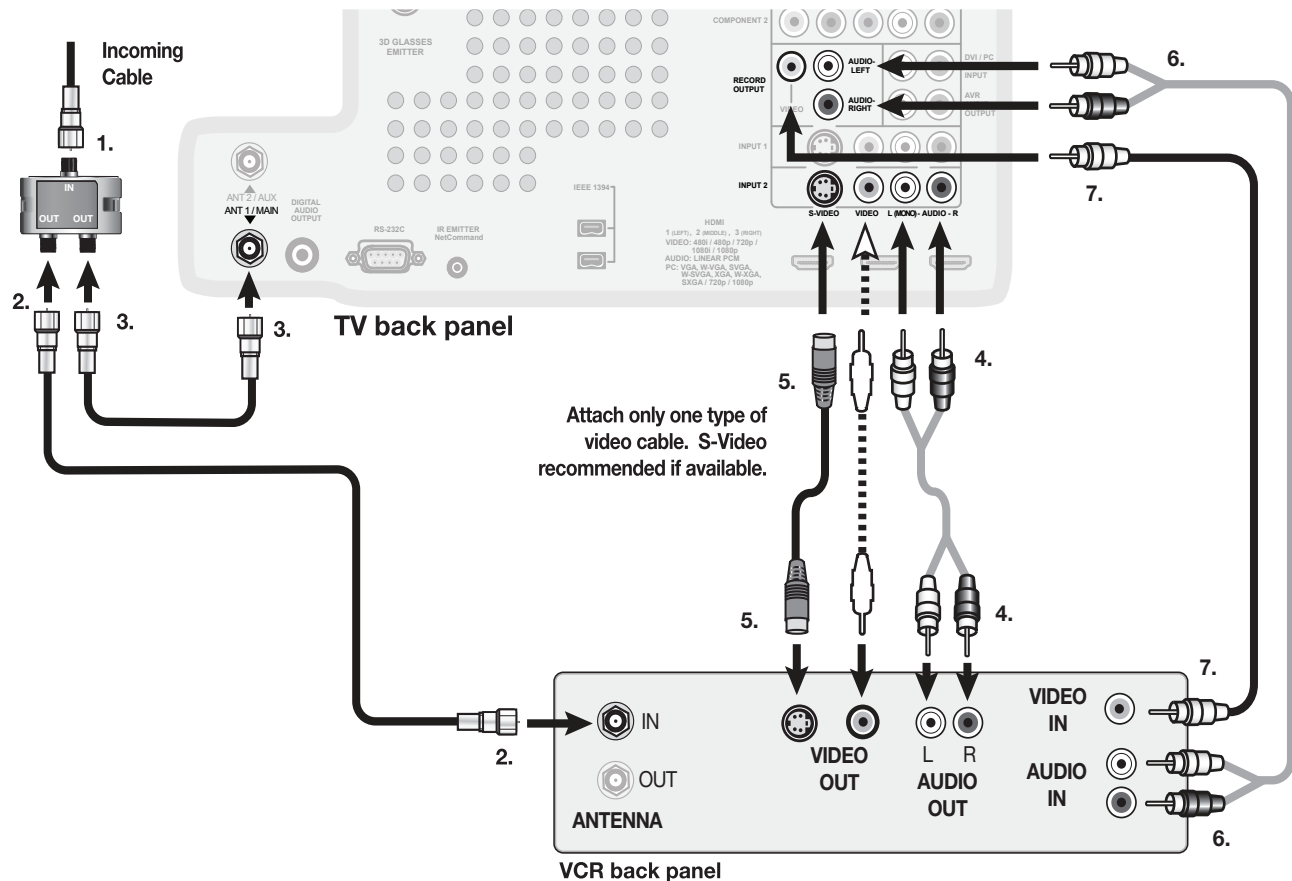 Incoming
Cable
1.
IN
OUT OUT
2.
3.
3.
3D GLASSES
EMITTER
ANT 2 / AUX
ANT 1 / MAIN
DIGITAL
AUDIO
OUTPUT
RS-232C
IR EMITTER
NetCommand
IEEE 1394
HDMI
1 (LEFT), 2 (MIDDLE), 3 (RIGHT)
VIDEO: 480i / 480p / 720p /
1080i / 1080p
AUDIO: LINEAR PCM
PC: VGA, W-VGA, SVGA,
W-SVGA, XGA, W-XGA,
SXGA / 720p / 1080p
COMPONENT 2
RECORD
OUTPUT
VIDEO
AUDIO-
LEFT
AUDIO-
RIGHT
DVI / PC
INPUT
AVR
OUTPUT
INPUT 1
INPUT 2
S-VIDEO VIDEO L (MONO)- AUDIO - R
6.
7.
TV back panel
5.
4.
Attach only one type of
video cable. S-Video
recommended if available.
5.
4.
2.
IN
OUT
ANTENNA
VIDEO
OUT
L R
AUDIO
OUT
VIDEO
IN
AUDIO
IN
7.
6.
VCR back panel